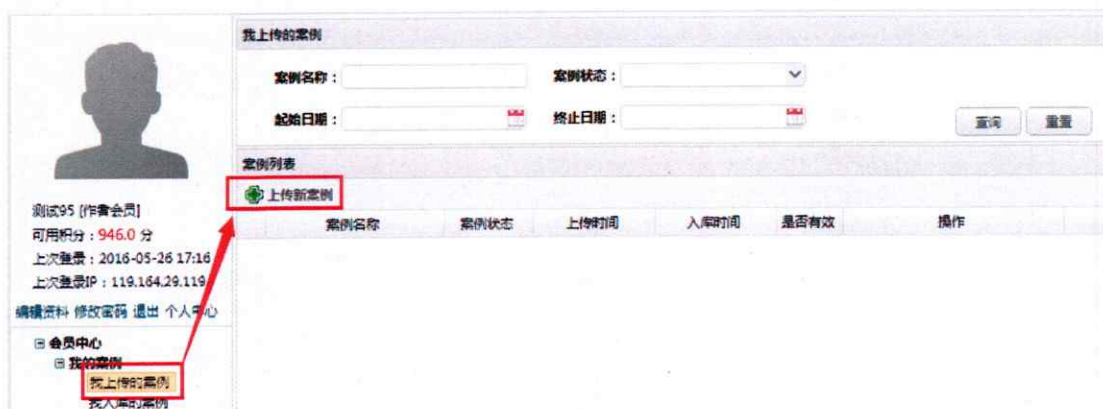 我上传的案例
案例名称：
案例状态：
起始日期：
终止日期：
查询
重置
案例列表
上传新案例
案例名称 案例状态 上传时间 入库时间 是否有效 操作
测试95 [作者会员]
可用积分：946.0 分
上次登录：2016-05-26 17:16
上次登录IP：119.164.29.119
编辑资料 修改密码 退出 个人中心
会员中心
我的案例
我上传的案例
我入库的案例